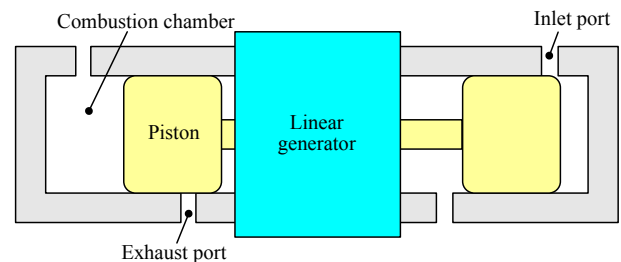 Combustion chamber
Inlet port
Piston
Linear
generator
Exhaust port